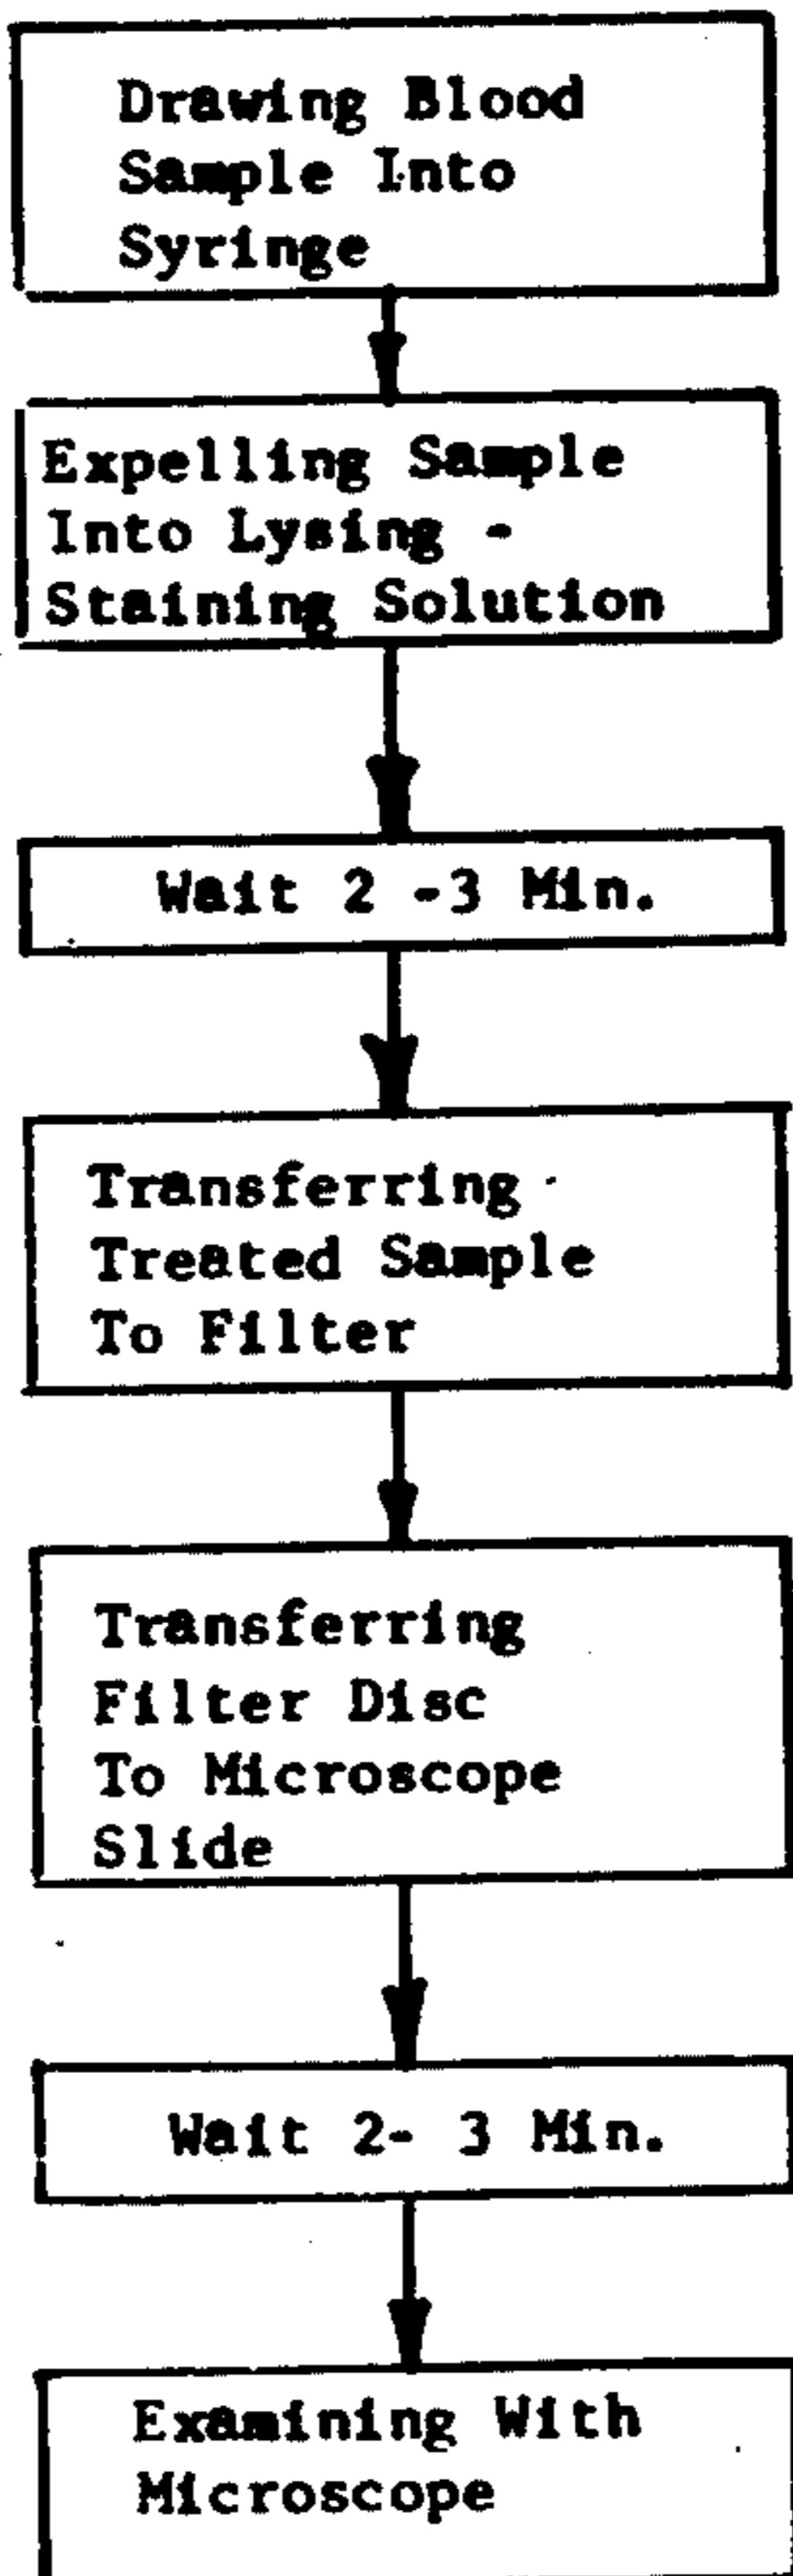 Drawing Blood
Sample Into
Syringe
Expelling Sample
Into Lysing -
Staining Solution
Wait 2 -3 Min.
Transferring
Treated Sample
To Filter
Transferring
Filter Disc
To Microscope
Slide
Wait 2- 3 Min.
Examining With
Microscope